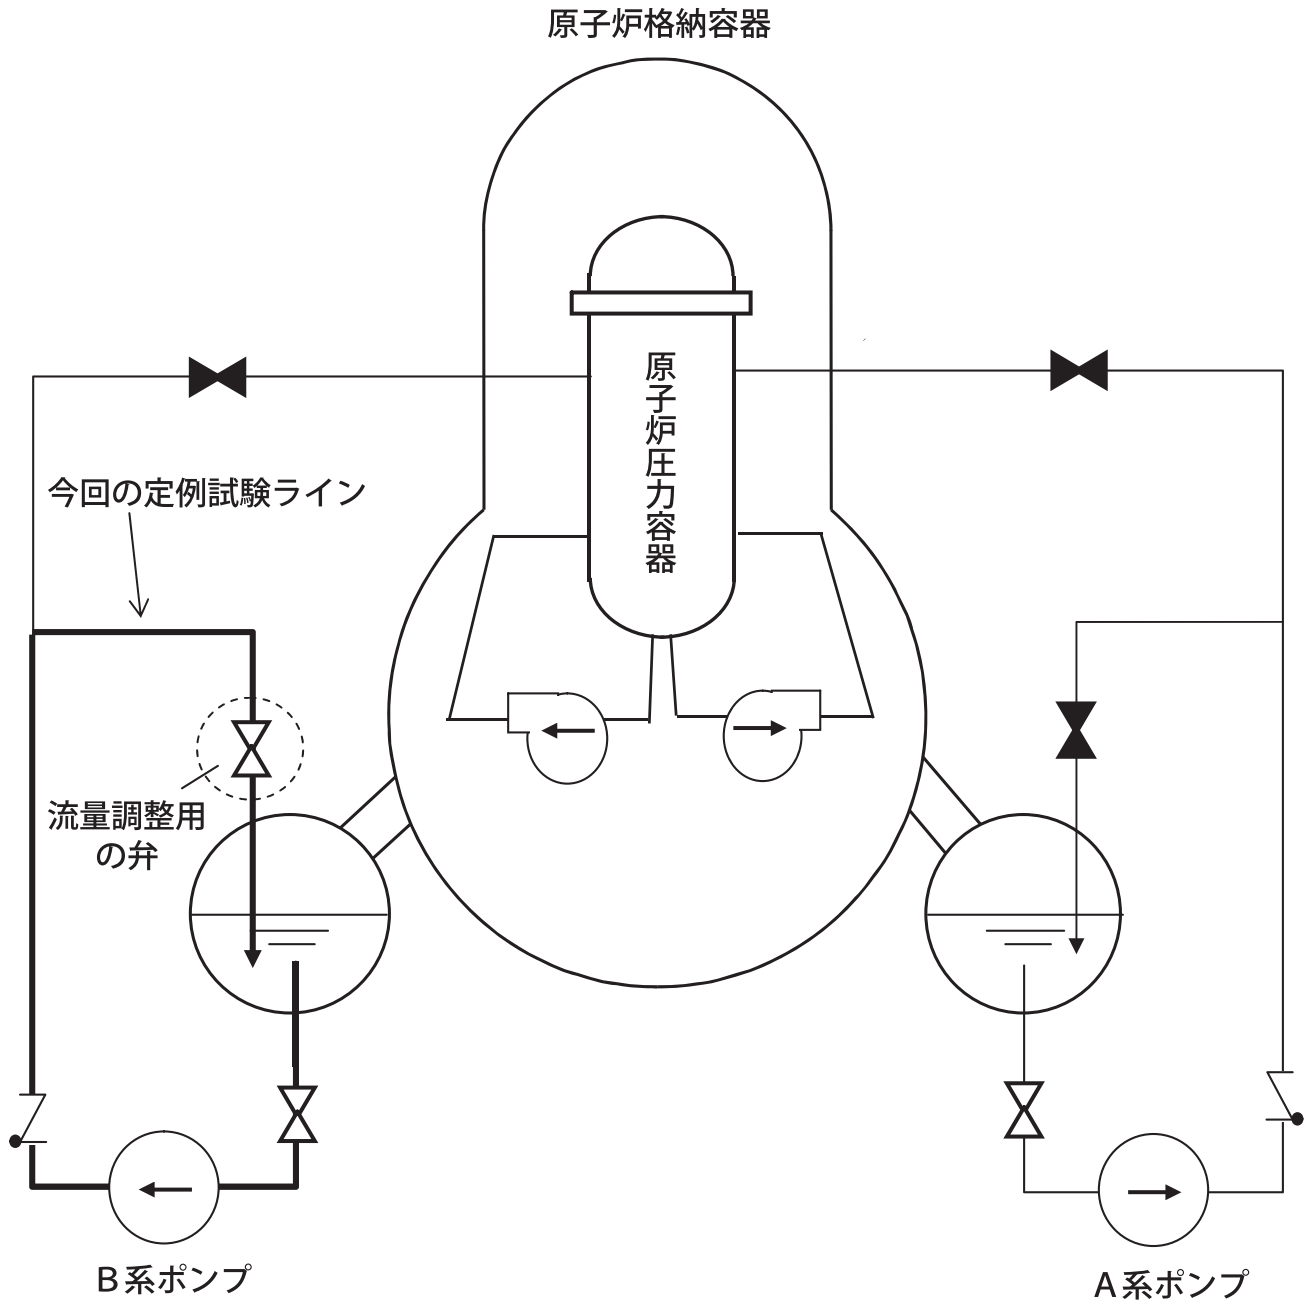 原子炉格納容器
原子炉圧力容器
今回の定例試験ライン
流量調整用
の弁
B系ポンプ
A系ポンプ